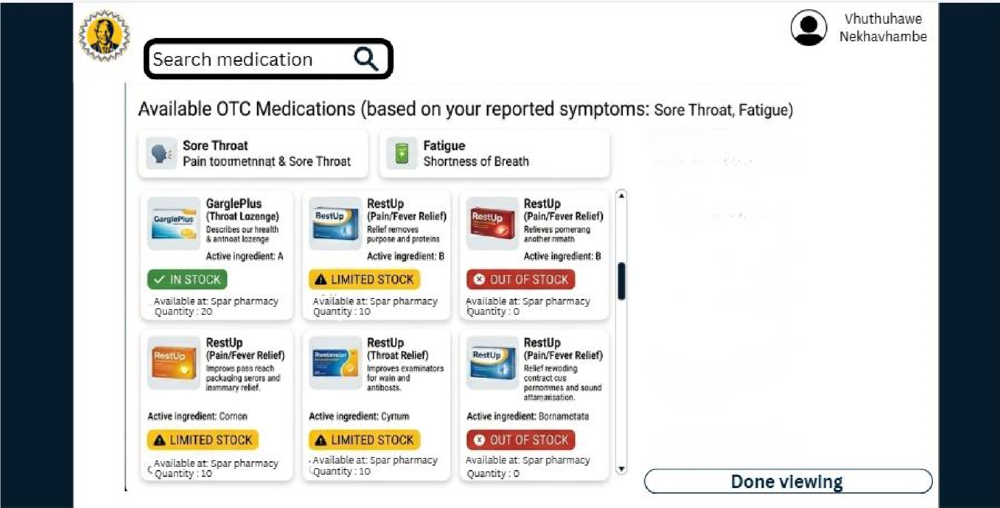 Vhuthuhawe
Nekhavhambe
Search medication
Available OTC Medications (based on your reported symptoms: Sore Throat, Fatigue)
Sore Throat
Pain toometnnat & Sore Throat
Fatigue
Shortness of Breath
GarglePlus
GarglePlus
(Throat Lozenge)
Describes our hrealth
& antnoat lozenge
Active ingredient: A
IN STOCK
Available at: Spar pharmacy
Quantity : 20
RestUp
RestUp
(Pain/Fever Relief)
Relief removes
purpose and proteins
Active ingredient: B
LIMITED STOCK
Available at: Spar pharmacy
Quantity : 10
RestUp
RestUp
(Pain/Fever Relief)
Relieves pomerang
another rmath
Active ingredient: B
OUT OF STOCK
Available at: Spar pharmacy
Quantity : 0
RestUp
RestUp
(Pain/Fever Relief)
Improws pass reach
packaging serors and
inimmary relief.
Active ingredient: Cornon
LIMITED STOCK
Available at: Spar pharmacy
Quantity : 10
RestUp
(Throat Relief)
Improves examinators
for wain and
antibosts.
Active ingredient: Cyrtum
LIMITED STOCK
Available at: Spar pharmacy
Quantity : 10
RestUp
RestUp
(Pain/Fever Relief)
Relief rewoding
contract cus
pernommes and sound
attamarisation.
Active ingredient: Bornametata
OUT OF STOCK
Available at: Spar pharmacy
Quantity : 0
Done viewing